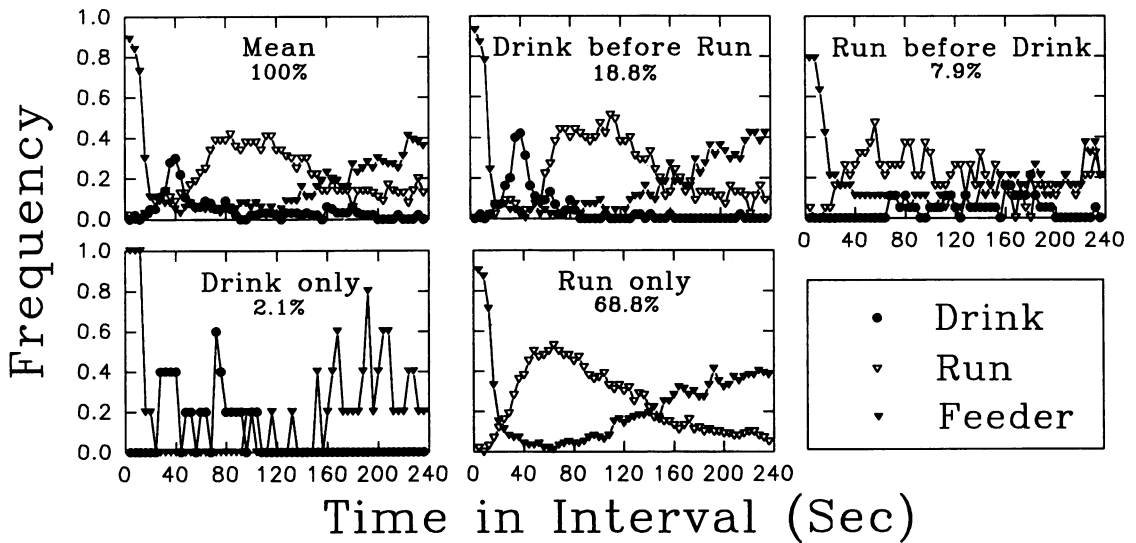 Frequency
1.0
0.8
0.6
0.4
0.2
0.0
Mean
100%
Drink before Run
18.8%
Run before Drink
7.9%
0 40 80 120 160 200 240
1.0
0.8
0.6
0.4
0.2
0.0
Drink only
2.1%
0 40 80 120 160 200 240
Run only
68.8%
0 40 80 120 160 200 240
Drink
Run
Feeder
Time in Interval (Sec)